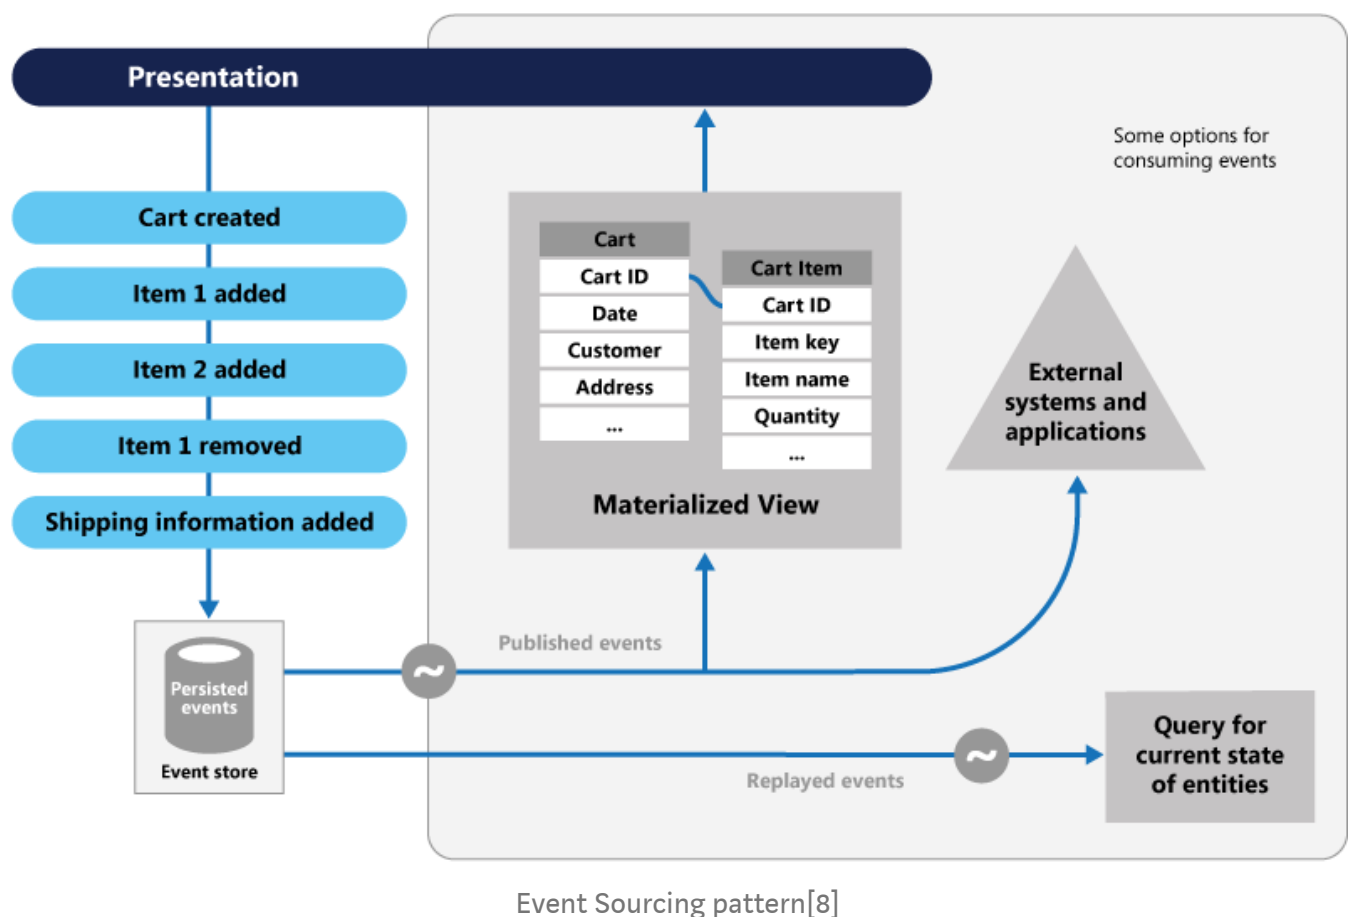 Presentation
Some options for
consuming events
Cart created
Item 1 added
Item 2 added
Item 1 removed
Shipping information added
Cart
Cart ID
Date
Customer
Address
...
Cart Item
Cart ID
Item key
Item name
Quantity
...
Materialized View
External
systems and
applications
Persisted
events
Event store
~
Published events
~
Replayed events
Query for
current state
of entities
Event Sourcing pattern[8]